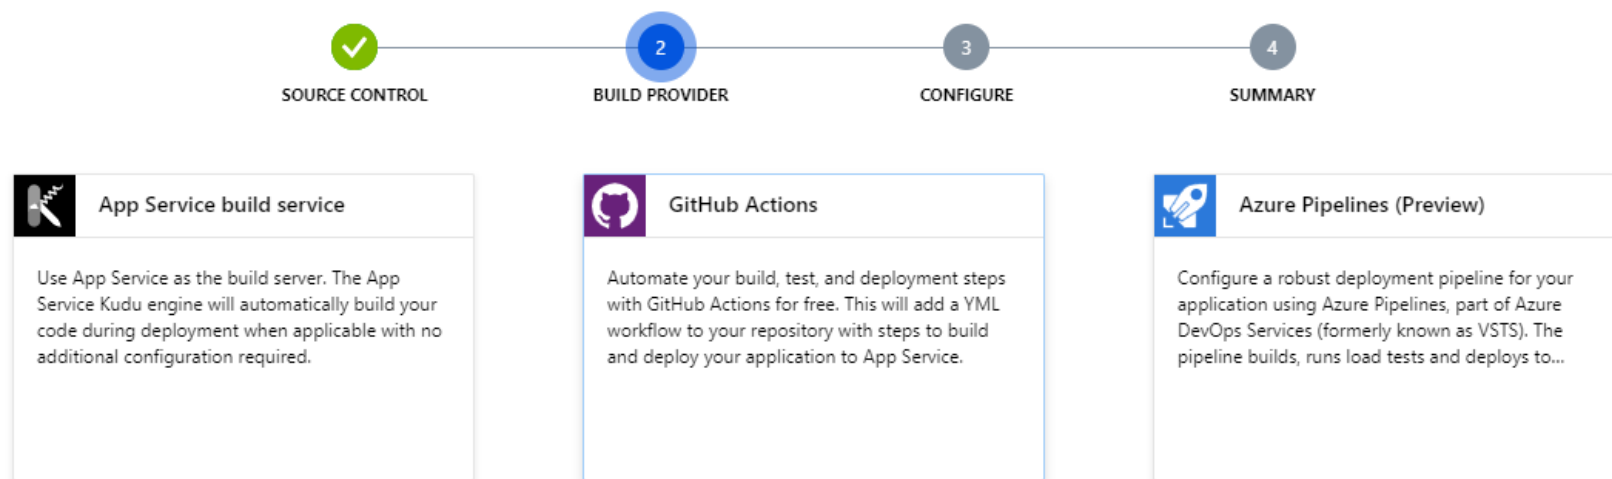 2 3 4
SOURCE CONTROL BUILD PROVIDER CONFIGURE SUMMARY
App Service build service
Use App Service as the build server. The App
Service Kudu engine will automatically build your
code during deployment when applicable with no
additional configuration required.
GitHub Actions
Automate your build, test, and deployment steps
with GitHub Actions for free. This will add a YML
workflow to your repository with steps to build
and deploy your application to App Service.
Azure Pipelines (Preview)
Configure a robust deployment pipeline for your
application using Azure Pipelines, part of Azure
DevOps Services (formerly known as VSTS). The
pipeline builds, runs load tests and deploys to...